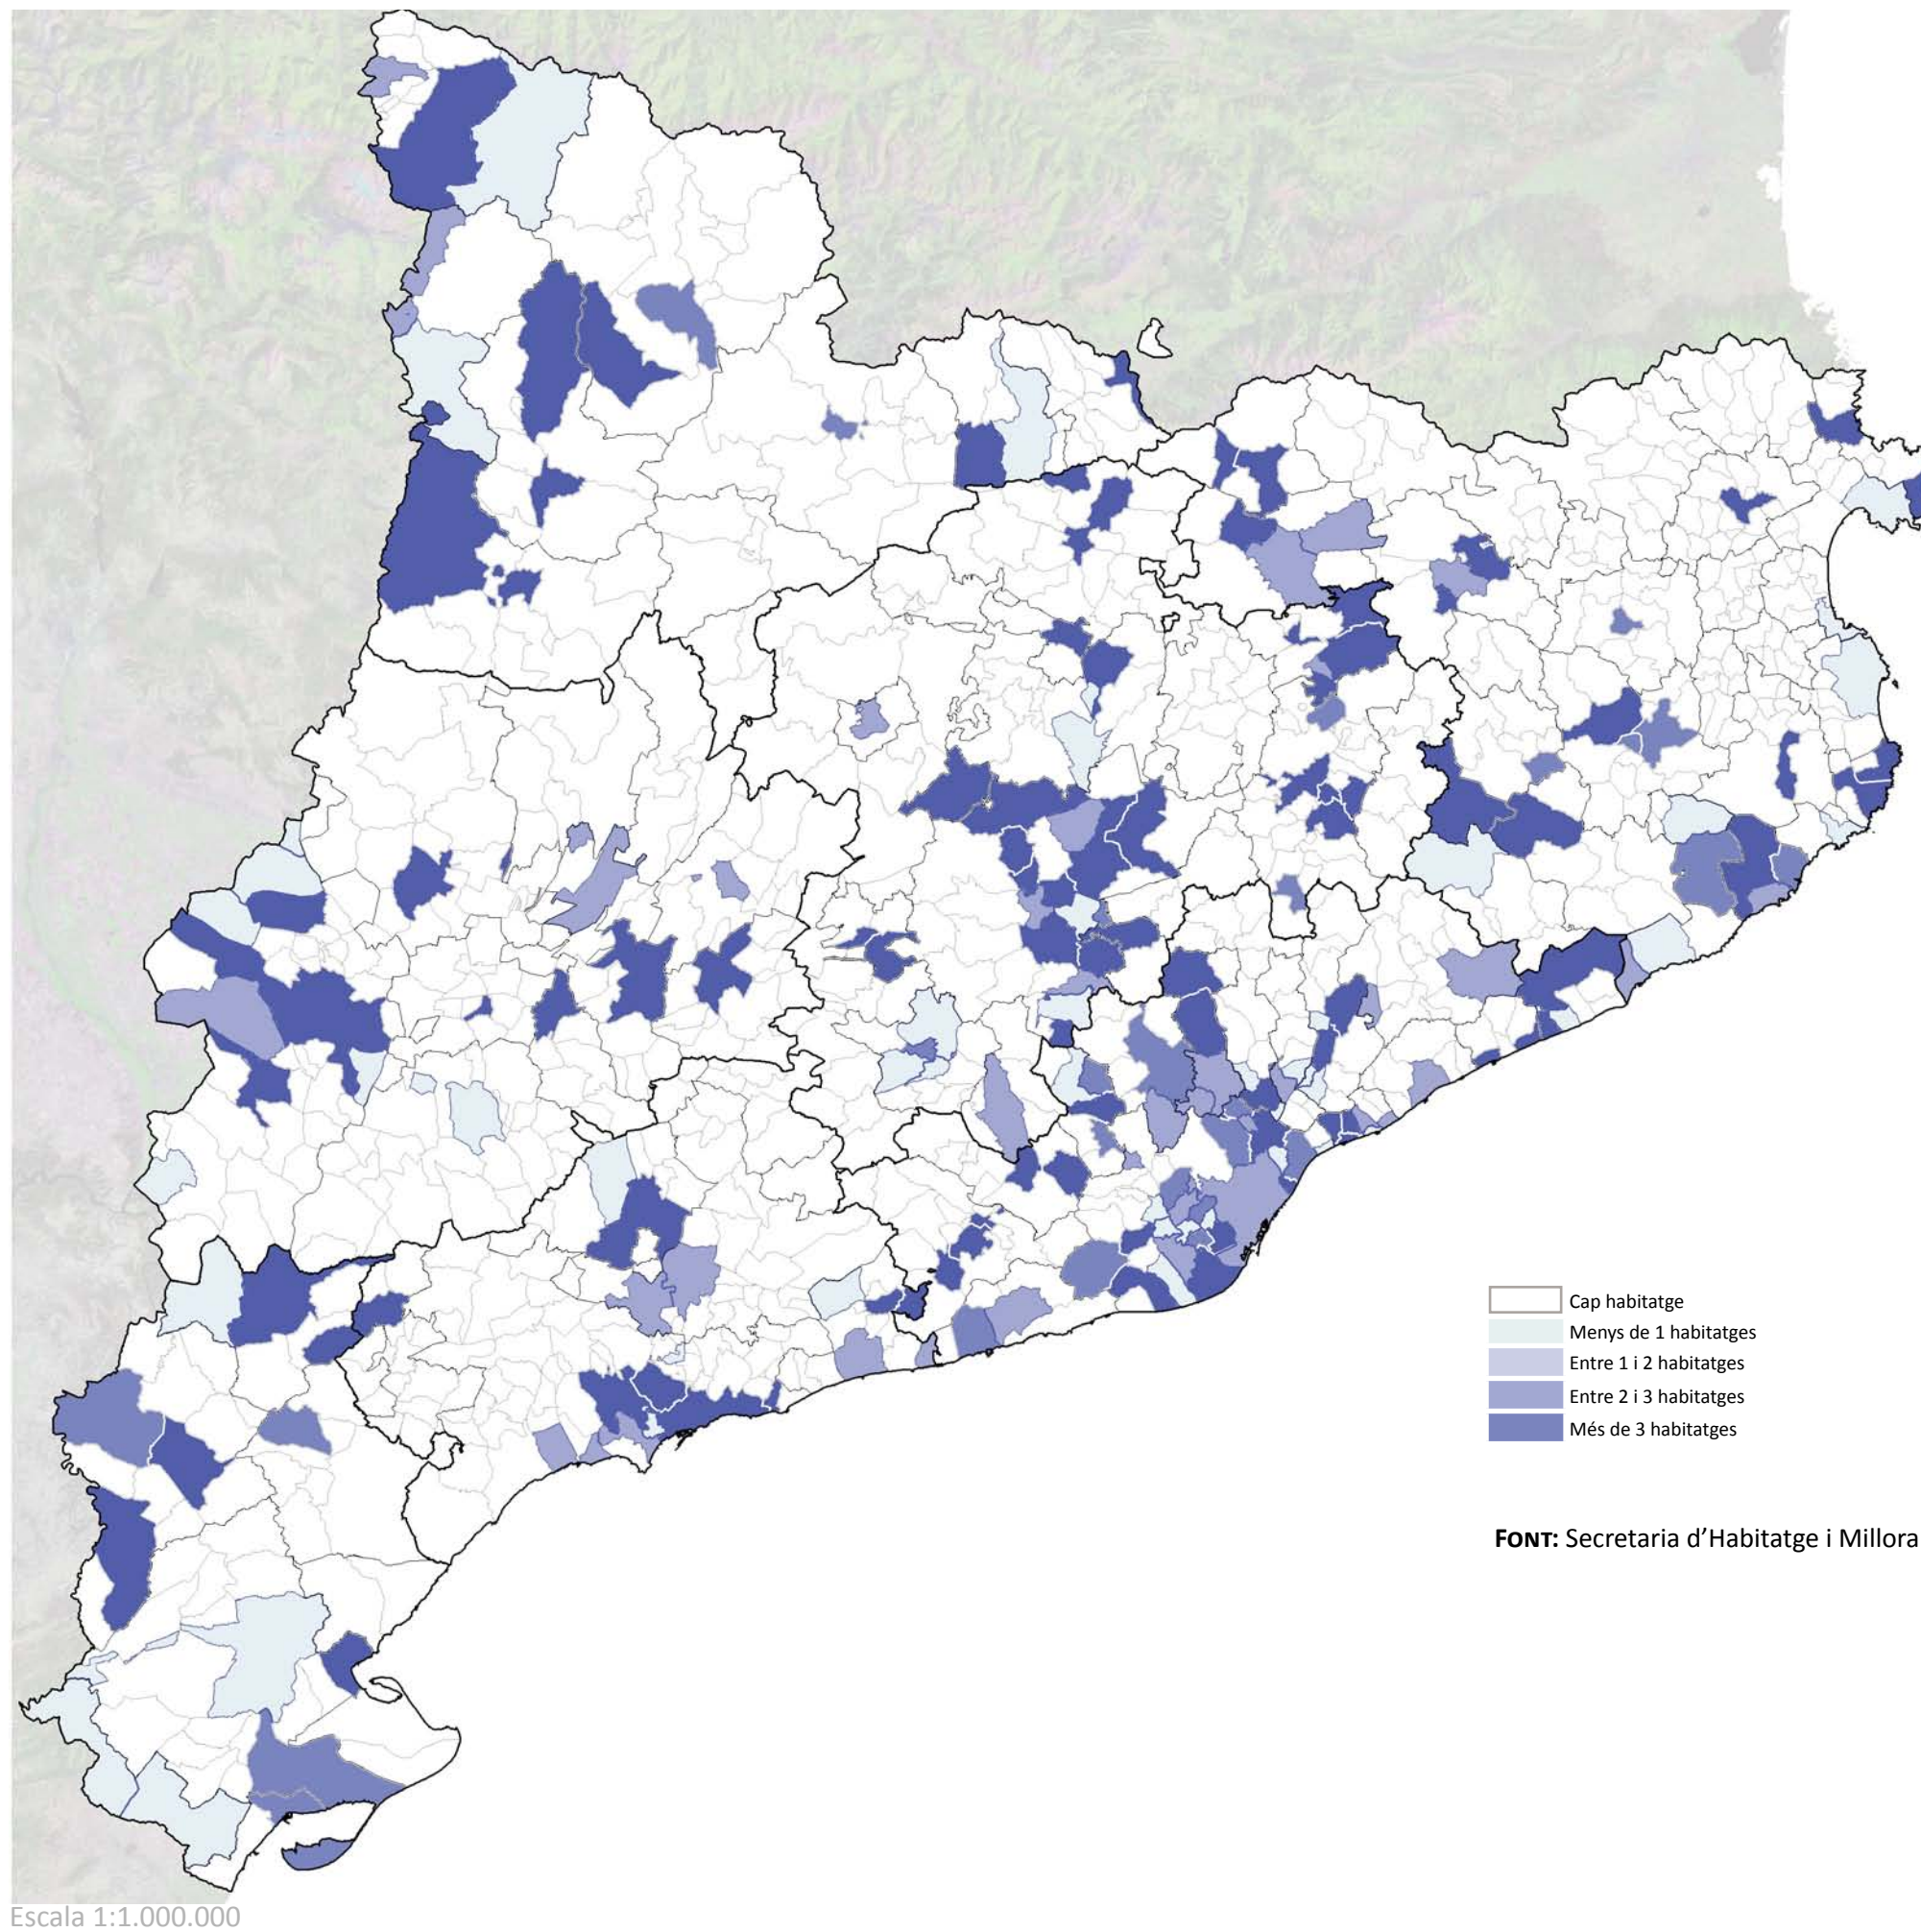 Cap habitatge
Menys de 1 habitatges
Entre 1 i 2 habitatges
Entre 2 i 3 habitatges
Més de 3 habitatges
FONT: Secretaria d'Habitatge i Millora
Escala 1:1.000.000